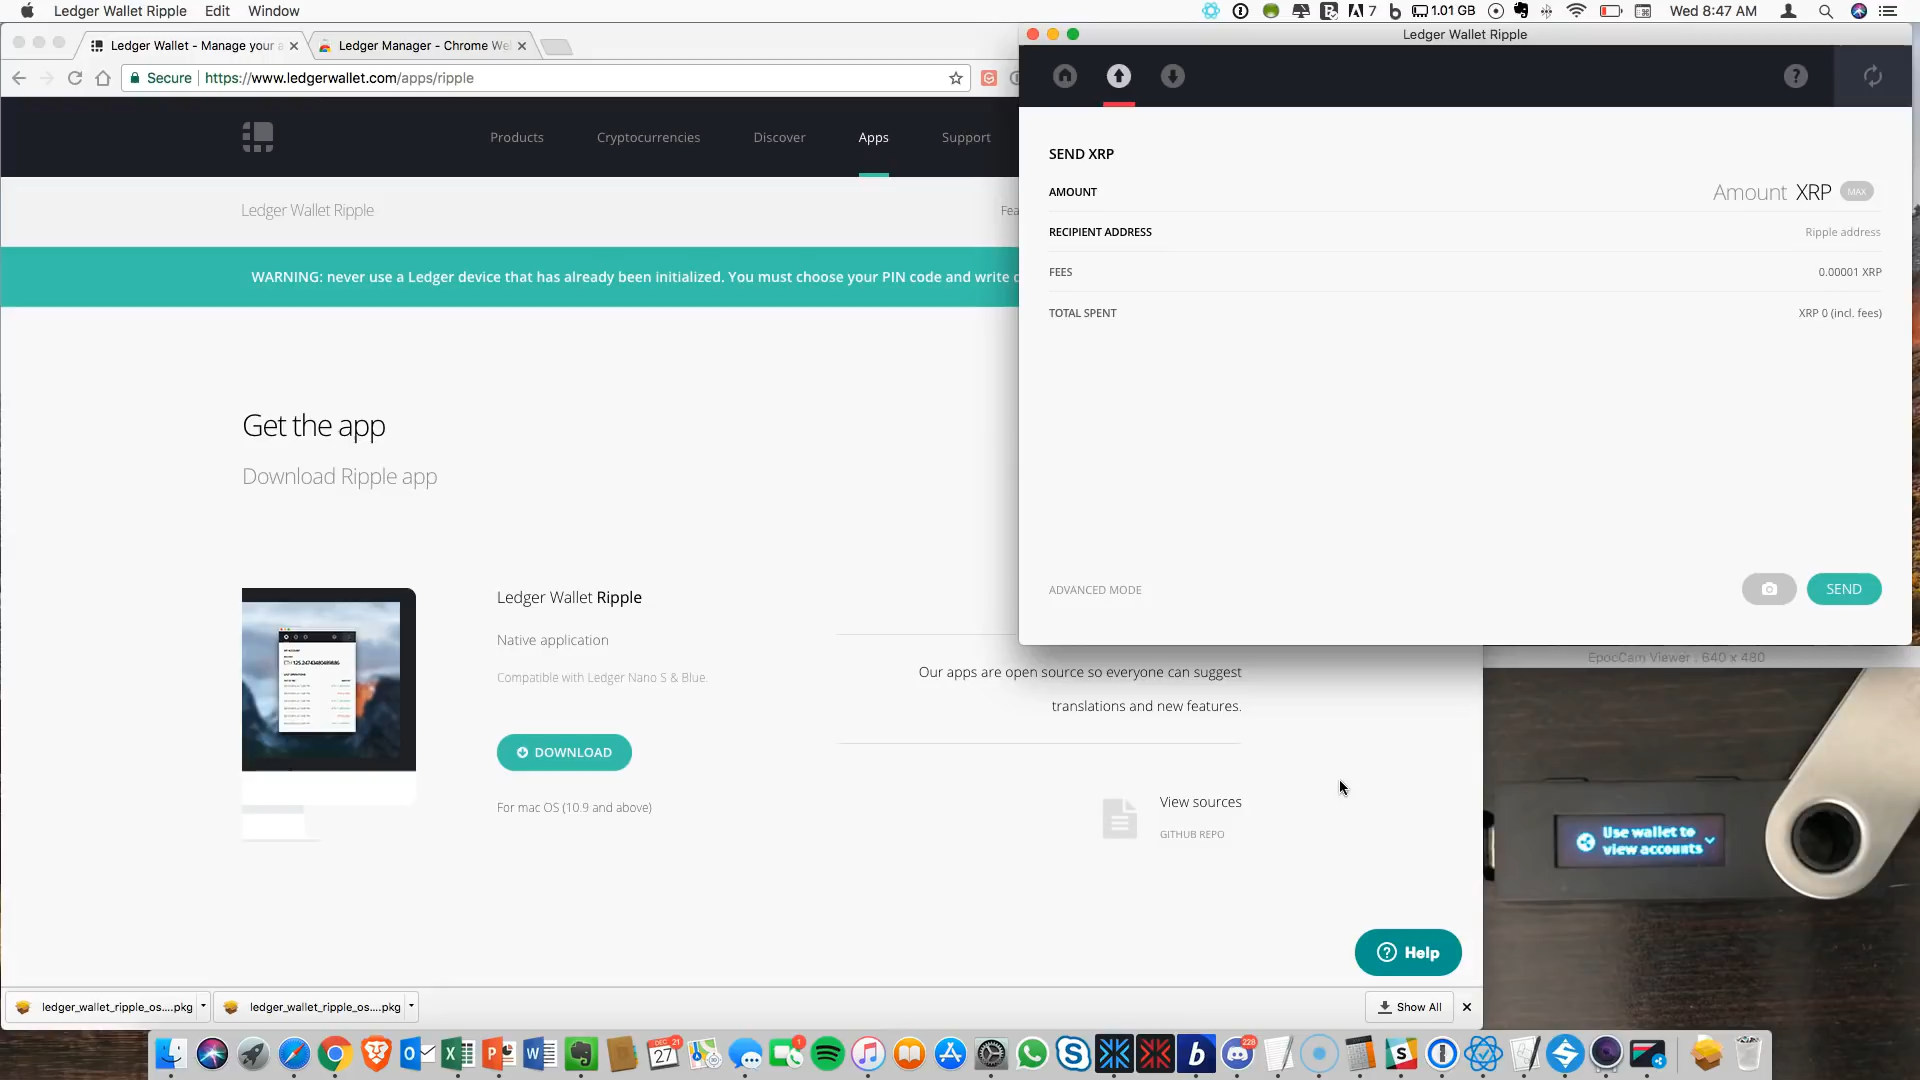 Ledger Wallet Ripple Edit Window
7 1.01 GB Wed 8:47 AM
Ledger Wallet - Manage your a
Ledger Manager - Chrome We
Secure https://www.ledgerwallet.com/apps/ripple
Products Cryptocurrencies Discover Apps Support
Ledger Wallet Ripple
Fea
WARNING: never use a Ledger device that has already been initialized. You must choose your PIN code and write
Get the app
Download Ripple app
Ledger Wallet Ripple
Native application
Compatible with Ledger Nano S & Blue.
DOWNLOAD
For mac OS (10.9 and above)
Our apps are open source so everyone can suggest
translations and new features.
View sources
GITHUB REPO
Help
ledger_wallet_ripple_os....pkg
ledger_wallet_ripple_os....pkg
Show All
Ledger Wallet Ripple
SEND XRP
AMOUNT Amount XRP MAX
RECIPIENT ADDRESS Ripple address
FEES 0.00001 XRP
TOTAL SPENT XRP 0 (incl. fees)
ADVANCED MODE
SEND
EpocCam Viewer : 640 x 480
Use wallet to
view accounts
DEC 21
27
1
228